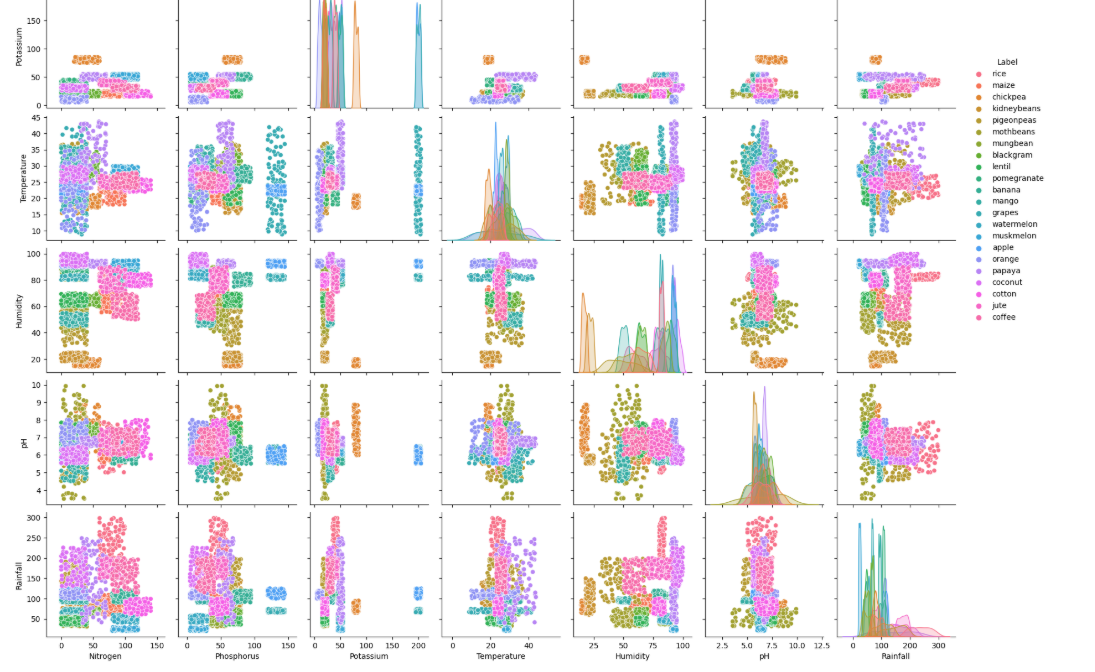 Potassium
150
100
50
0
Label
rice
maize
chickpea
kidneybeans
pigeonpeas
mothbeans
mungbean
blackgram
lentil
pomegranate
banana
mango
grapes
watermelon
muskmelon
apple
orange
papaya
coconut
cotton
jute
coffee
Temperature
45
40
35
30
25
20
15
10
Humidity
100
80
60
40
20
pH
10
9
8
7
6
5
4
Rainfall
300
250
200
150
100
50
0 50 100 150
0 50 100 150
0 50 100 150 200
0 20 40
25 50 75 100
2.5 5.0 7.5 10.0 12.5
0 100 200 300
Nitrogen Phosphorus Potassium Temperature Humidity pH Rainfall